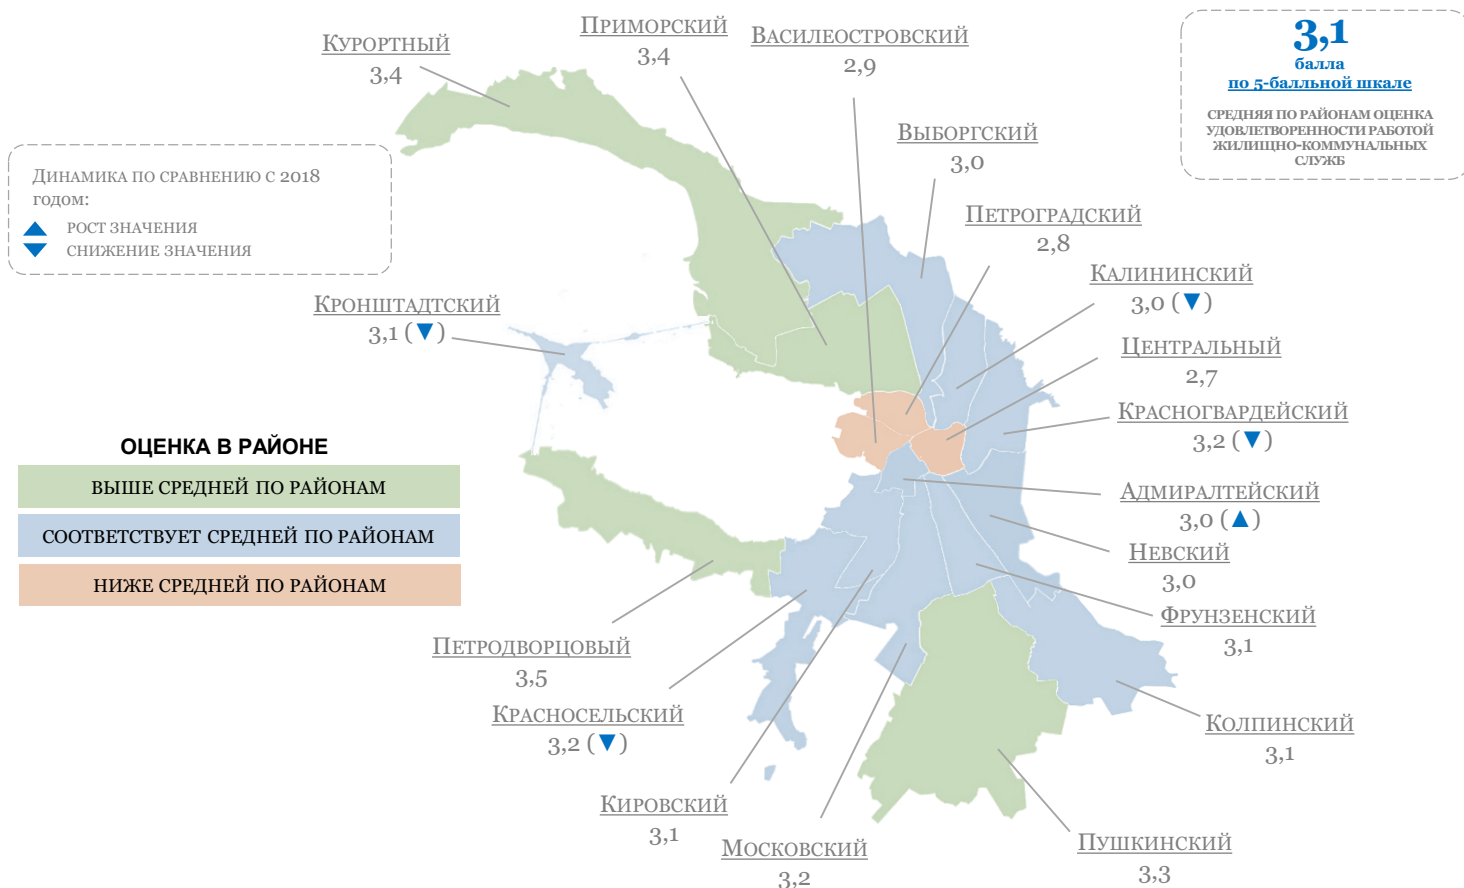 Курортный
3,4
Приморский
3,4
Василеостровский
2,9
3,1
балла
по 5-балльной шкале
СРЕДНЯЯ ПО РАЙОНАМ ОЦЕНКА
УДОВЛЕТВОРЕННОСТИ РАБОТОЙ
ЖИЛИЩНО-КОММУНАЛЬНЫХ
СЛУЖБ
Выборгский
3,0
Динамика по сравнению с 2018
годом:
▲ РОСТ ЗНАЧЕНИЯ
▼ СНИЖЕНИЕ ЗНАЧЕНИЯ
Петроградский
2,8
Калининский
3,0 (▼)
Кронштадтский
3,1 (▼)
Центральный
2,7
Красногвардейский
3,2 (▼)
ОЦЕНКА В РАЙОНЕ
ВЫШЕ СРЕДНЕЙ ПО РАЙОНАМ
СООТВЕТСТВУЕТ СРЕДНЕЙ ПО РАЙОНАМ
НИЖЕ СРЕДНЕЙ ПО РАЙОНАМ
Адмиралтейский
3,0 (▲)
Невский
3,0
Фрунзенский
3,1
Петродворцовый
3,5
Красносельский
3,2 (▼)
Колпинский
3,1
Кировский
3,1
Московский
3,2
Пушкинский
3,3